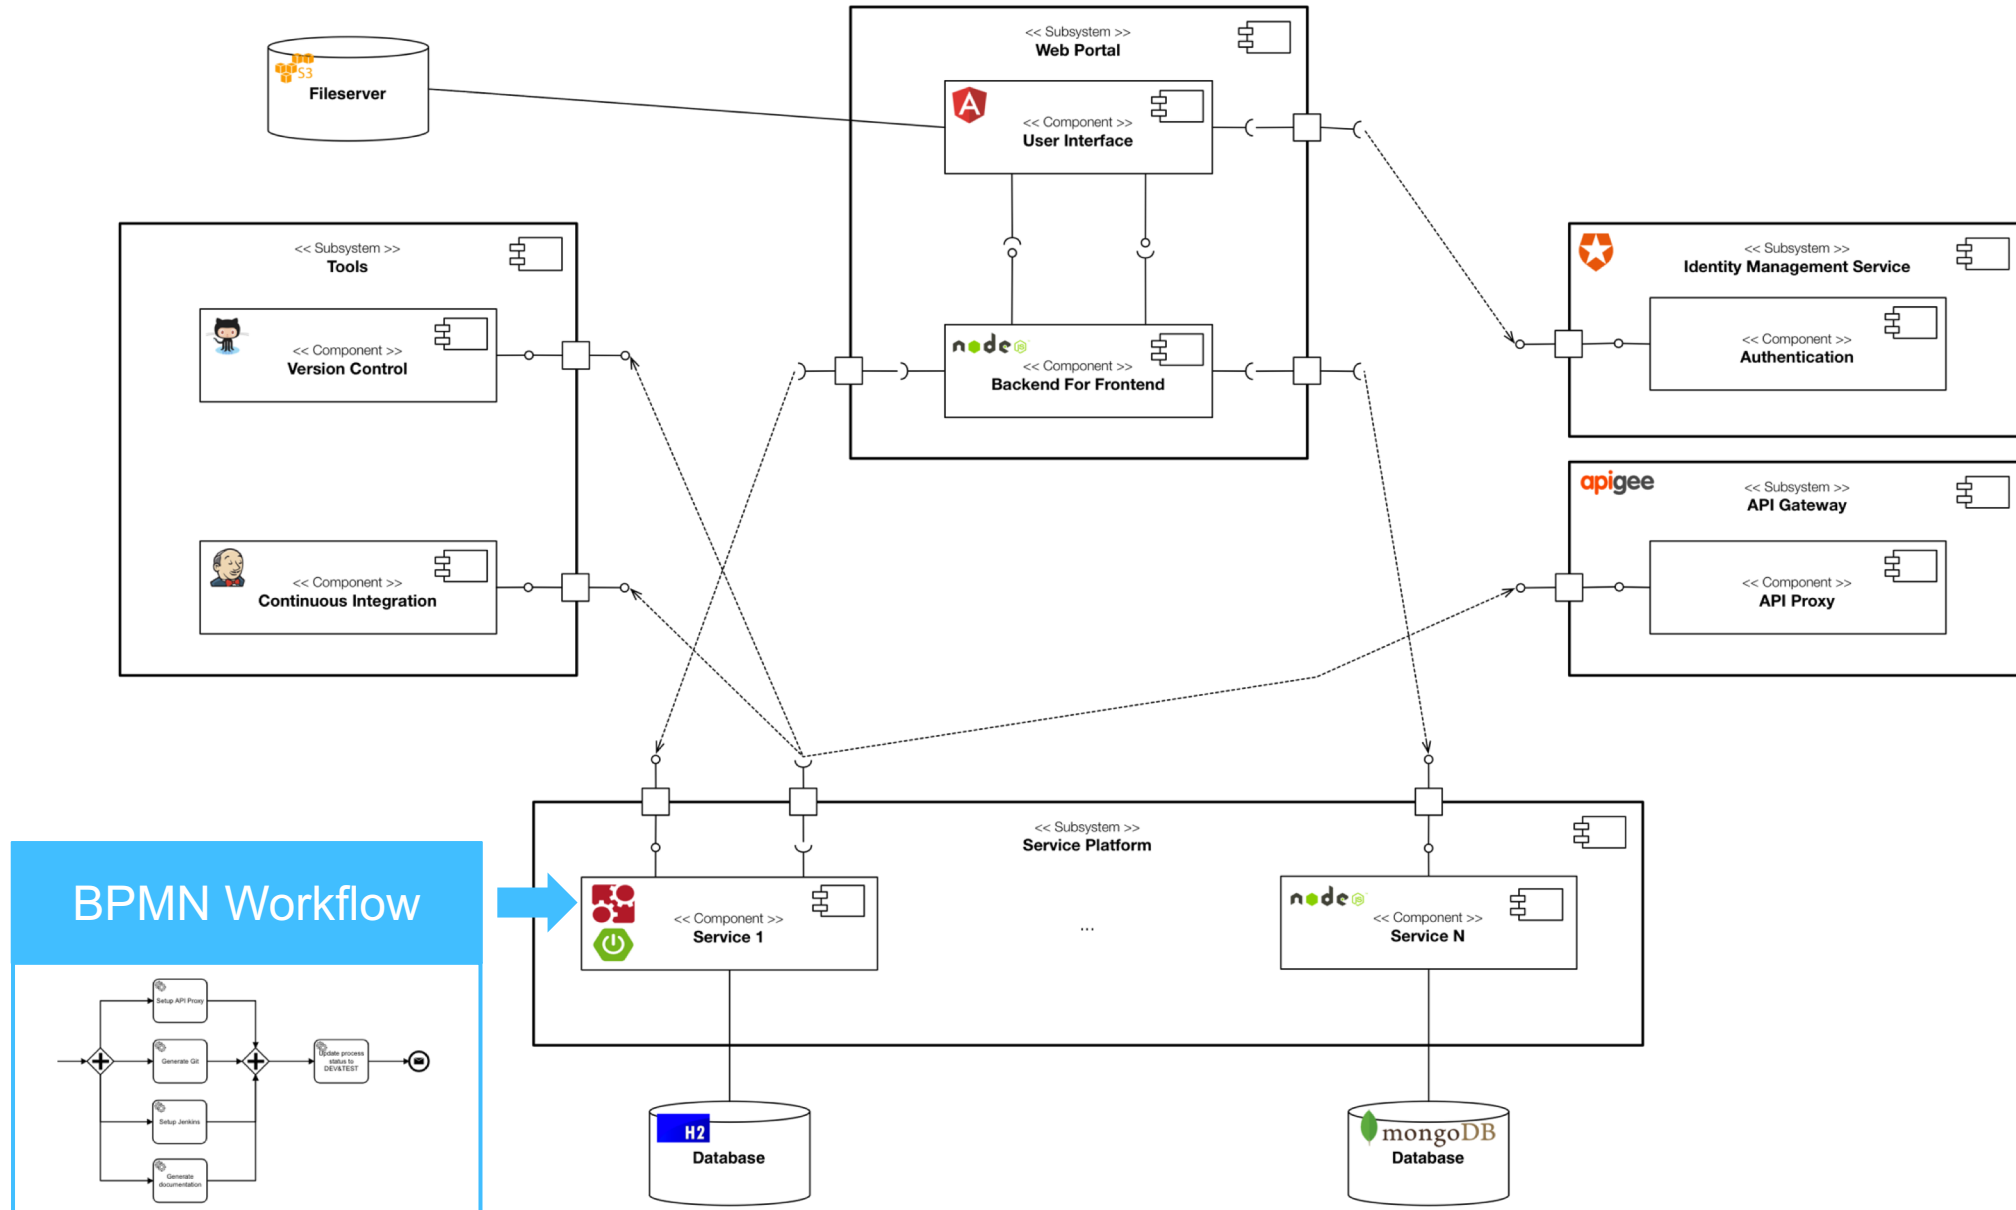 << Subsystem >>
Web Portal
S3
Fileserver
<< Component >>
User Interface
<< Subsystem >>
Tools
<< Component >>
Version Control
node JS
<< Component >>
Backend For Frontend
<< Subsystem >>
Identity Management Service
<< Component >>
Authentication
apigee
<< Subsystem >>
API Gateway
<< Component >>
API Proxy
<< Component >>
Continuous Integration
<< Subsystem >>
Service Platform
<< Component >>
Service 1
...
node JS
<< Component >>
Service N
BPMN Workflow
Setup API Proxy
Generate Git
Update process
status to
DEV&TEST
Setup Jenkins
Generate
documentation
H2
Database
mongoDB
Database